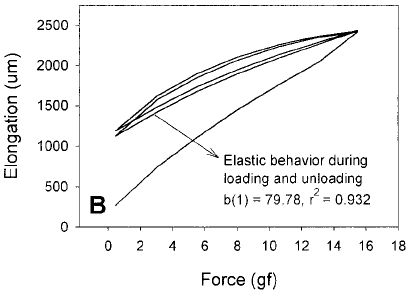 2500
2000
1500
1000
500
0
Elongation (um)
B
Elastic behavior during
loading and unloading
b(1) = 79.78, r² = 0.932
0 2 4 6 8 10 12 14 16 18
Force (gf)